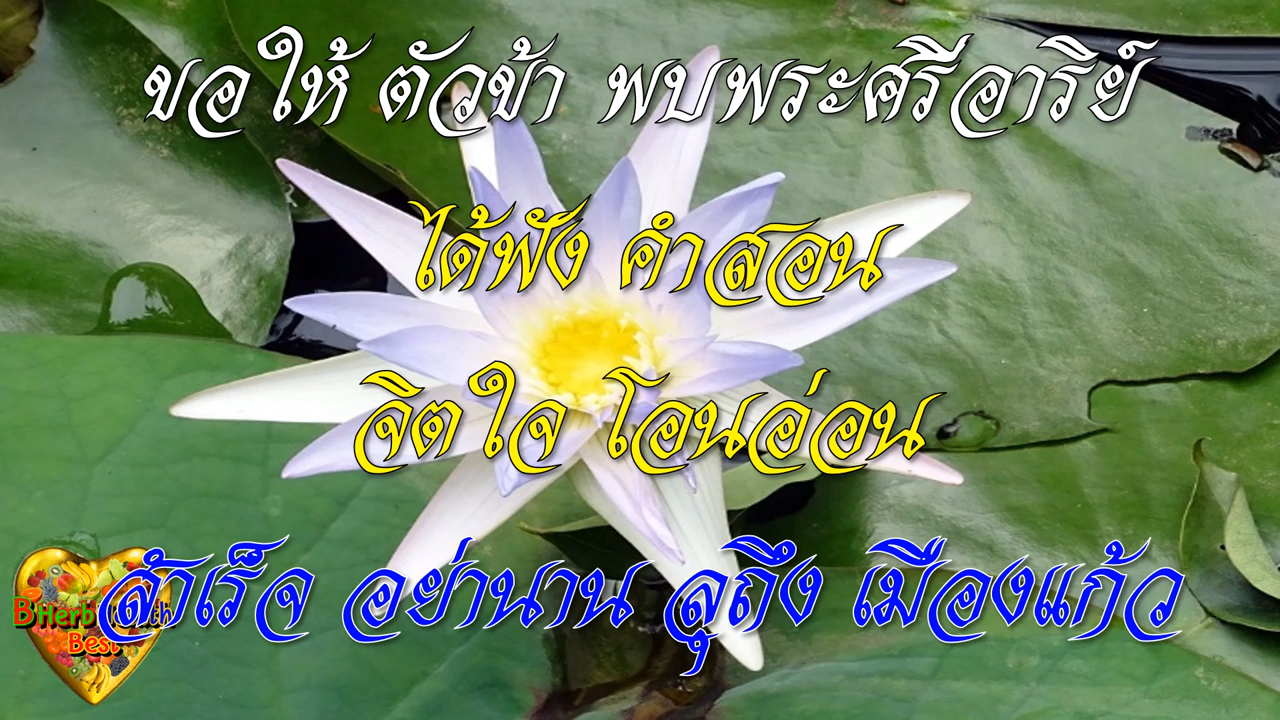 ขอให้ ตัวข้า พบพระศรีอาริย์
ได้ฟัง คำสอน
จิตใจ โอนอ่อน
สำเร็จ อย่านาน ลุถึง เมืองแก้ว
B Herb
Best